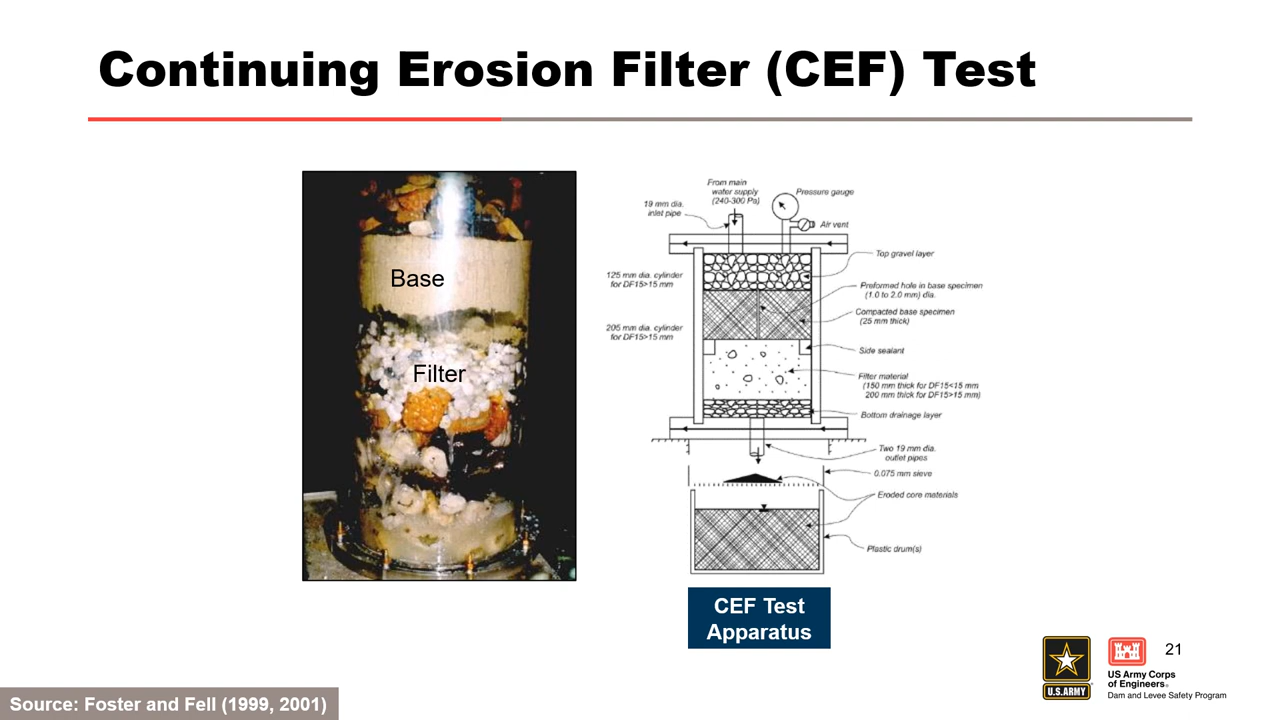 Continuing Erosion Filter (CEF) Test
Base
Filter
From main
water supply
(240-300 Pa)
Pressure gauge
19 mm dia.
inlet pipe
Air vent
Top gravel layer
125 mm dia. cylinder
for DF15>15 mm
Preformed hole in base specimen
(1.0 to 2.0 mm) dia.
Compacted base specimen
(25 mm thick)
205 mm dia. cylinder
for DF15>15 mm
Side sealant
Filter material
(150 mm thick for DF15<15 mm
200 mm thick for DF15>15 mm)
Bottom drainage layer
Two 19 mm dia.
outlet pipes
0.075 mm sieve
Eroded core materials
Plastic drum(s)
CEF Test
Apparatus
U.S. ARMY
21
US Army Corps
of Engineers®
Dam and Levee Safety Program
Source: Foster and Fell (1999, 2001)